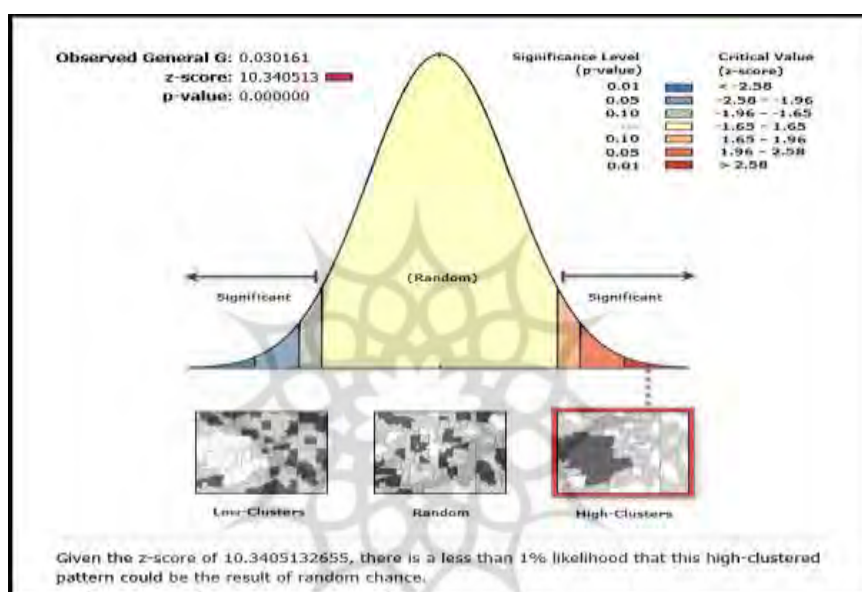 Observed General G: 0.030161
z-score: 10.340513
p-value: 0.000000
Significance Level
(p-value)
Critical Value
(z-score)
0.01 < -2.58
0.05 -2.58 - -1.96
0.10 -1.96 - -1.65
--- -1.65 - 1.65
0.10 1.65 - 1.96
0.05 1.96 - 2.58
0.01 > 2.58
(Random)
Significant
Significant
Low-Clusters
Random
High-Clusters
Given the z-score of 10.3405132655, there is a less than 1% likelihood that this high-clustered
pattern could be the result of random chance.